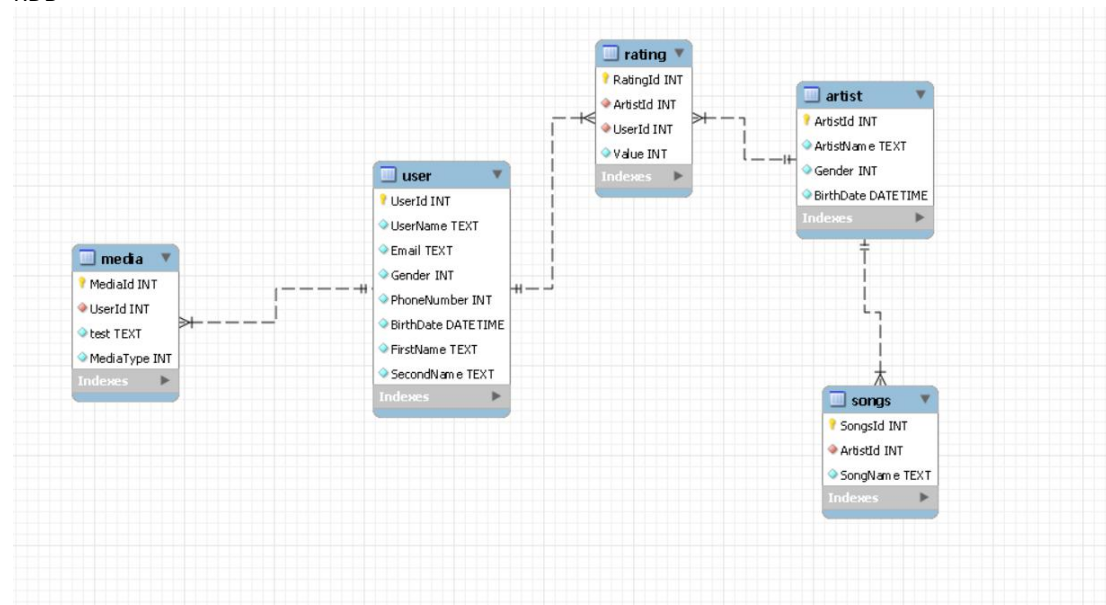 rating
RatingId INT
ArtistId INT
UserId INT
Value INT
Indexes
artist
ArtistId INT
ArtistName TEXT
Gender INT
BirthDate DATETIME
Indexes
user
UserId INT
UserName TEXT
Email TEXT
Gender INT
PhoneNumber INT
BirthDate DATETIME
FirstName TEXT
SecondName TEXT
Indexes
media
MediaId INT
UserId INT
test TEXT
MediaType INT
Indexes
songs
SongsId INT
ArtistId INT
SongName TEXT
Indexes